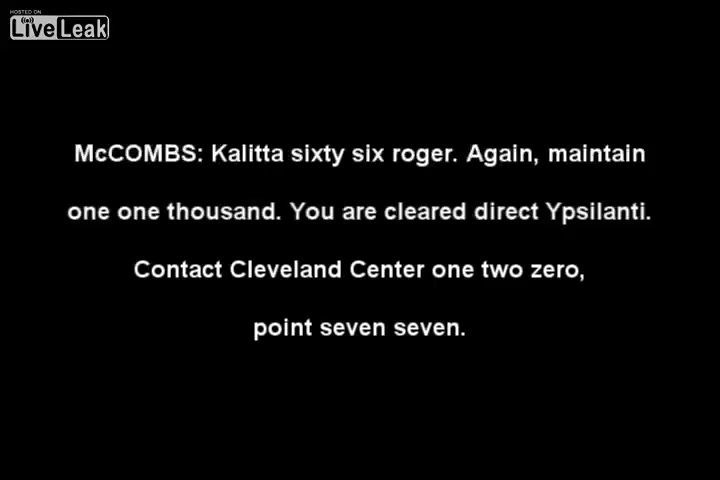 HOSTED ON
LiveLeak
McCOMBS: Kalitta sixty six roger. Again, maintain
one one thousand. You are cleared direct Ypsilanti.
Contact Cleveland Center one two zero,
point seven seven.